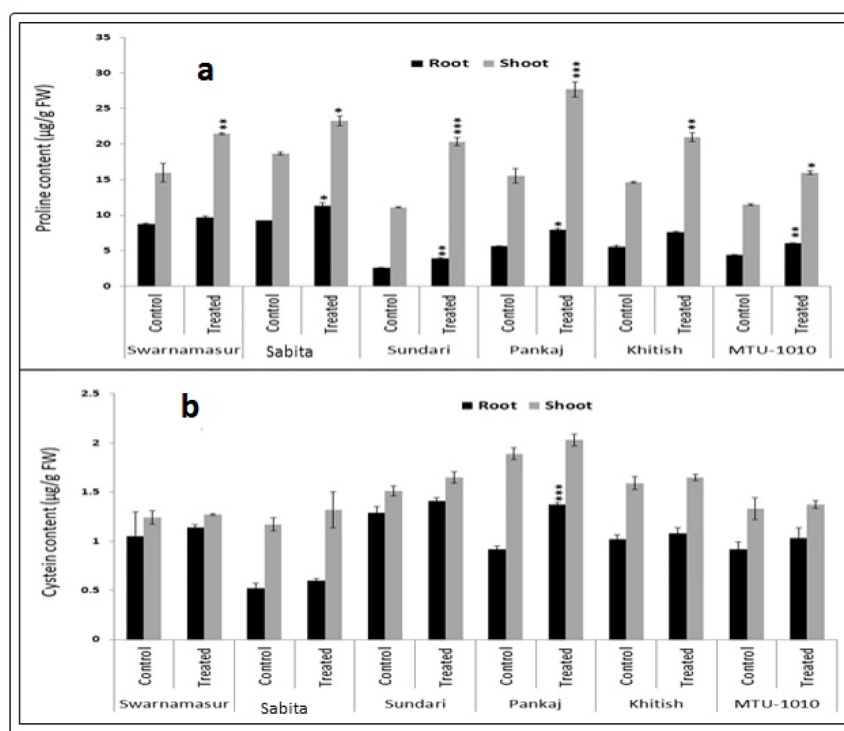 40
35
30
25
20
15
10
5
0
Proline content (µg/g FW)
a
Root Shoot
** * * *** ** *** * ** ** *
Control Treated Control Treated Control Treated Control Treated Control Treated Control Treated
Swarnamasur Sabita Sundari Pankaj Khitish MTU-1010
2.5
2
1.5
1
0.5
0
Cystein content (µg/g FW)
b
Root Shoot
***
Control Treated Control Treated Control Treated Control Treated Control Treated Control Treated
Swarnamasur Sabita Sundari Pankaj Khitish MTU-1010